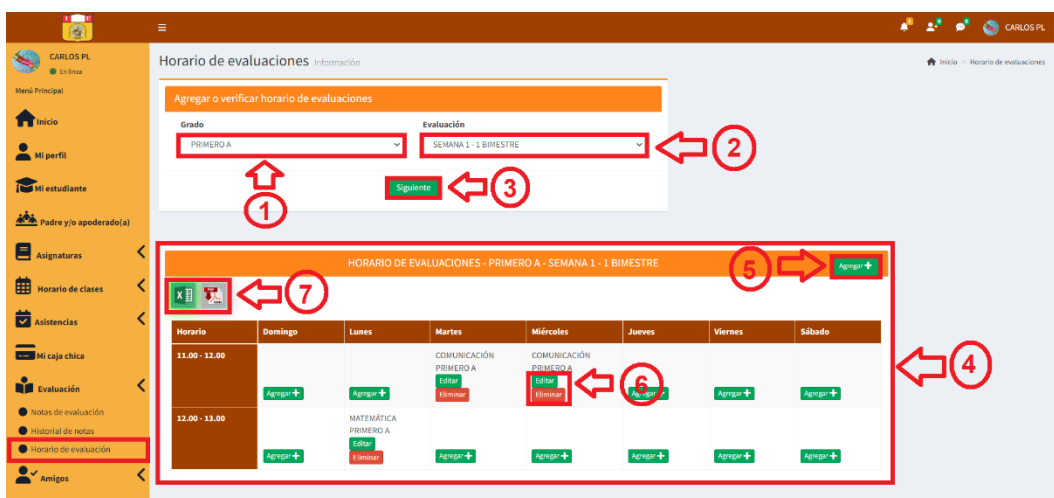 I E
CARLOS PL
CARLOS PL
En línea
Menú Principal
Inicio
Mi perfil
Mi estudiante
Padre y/o apoderado(a)
Asignaturas
Horario de clases
Asistencias
Mi caja chica
Evaluación
Notas de evaluación
Historial de notas
Horario de evaluación
Amigos
Horario de evaluaciones Información
Inicio > Horario de evaluaciones
Agregar o verificar horario de evaluaciones
Grado Evaluación
PRIMERO A SEMANA 1 - 1 BIMESTRE 2
Siguiente 3
1
HORARIO DE EVALUACIONES - PRIMERO A - SEMANA 1 - 1 BIMESTRE 5 Agregar
7
Horario Domingo Lunes Martes Miércoles Jueves Viernes Sábado
11.00 - 12.00 COMUNICACIÓN COMUNICACIÓN
PRIMERO A PRIMERO A 4
Editar Editar 6
Agregar Agregar Eliminar Eliminar Agregar Agregar Agregar
12.00 - 13.00 MATEMÁTICA
PRIMERO A
Editar
Agregar Eliminar Agregar Agregar Agregar Agregar Agregar